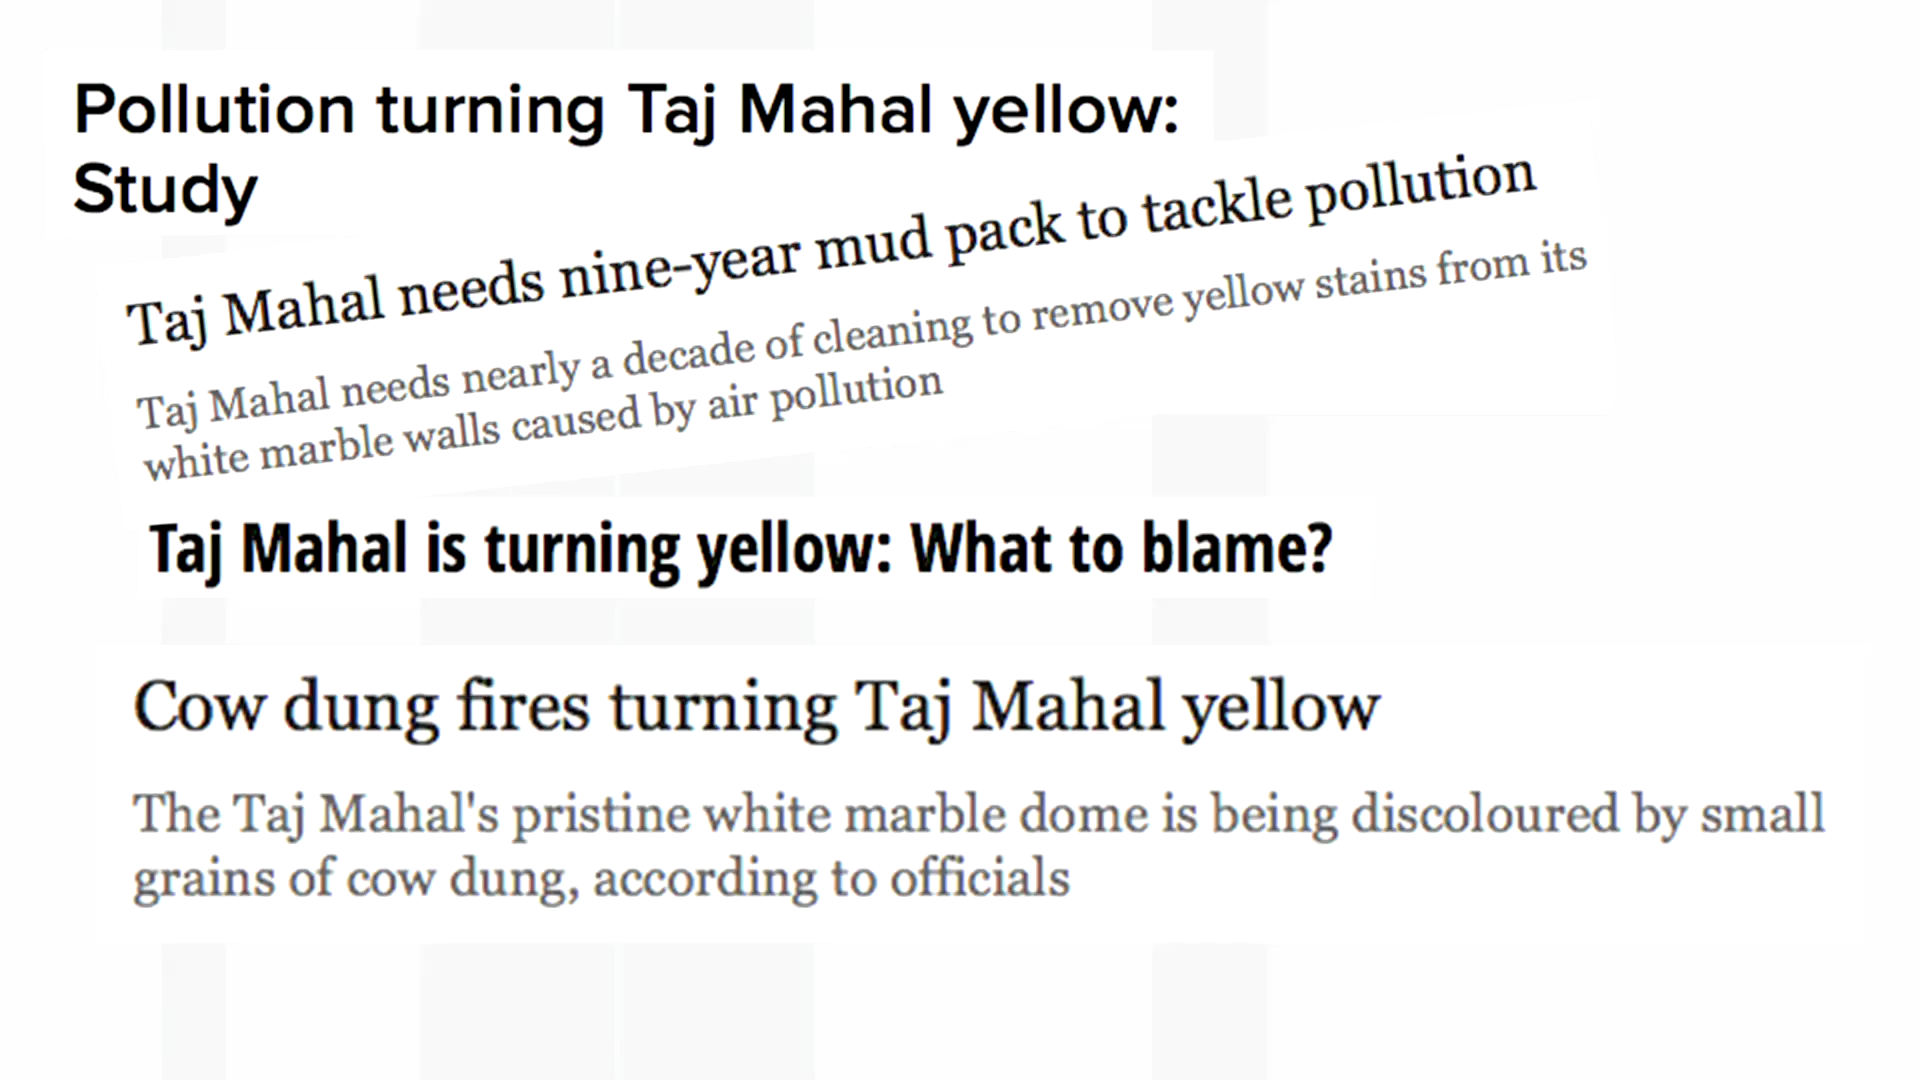 Pollution turning Taj Mahal yellow:
Study
Taj Mahal needs nine-year mud pack to tackle pollution
Taj Mahal needs nearly a decade of cleaning to remove yellow stains from its
white marble walls caused by air pollution
Taj Mahal is turning yellow: What to blame?
Cow dung fires turning Taj Mahal yellow
The Taj Mahal's pristine white marble dome is being discoloured by small
grains of cow dung, according to officials